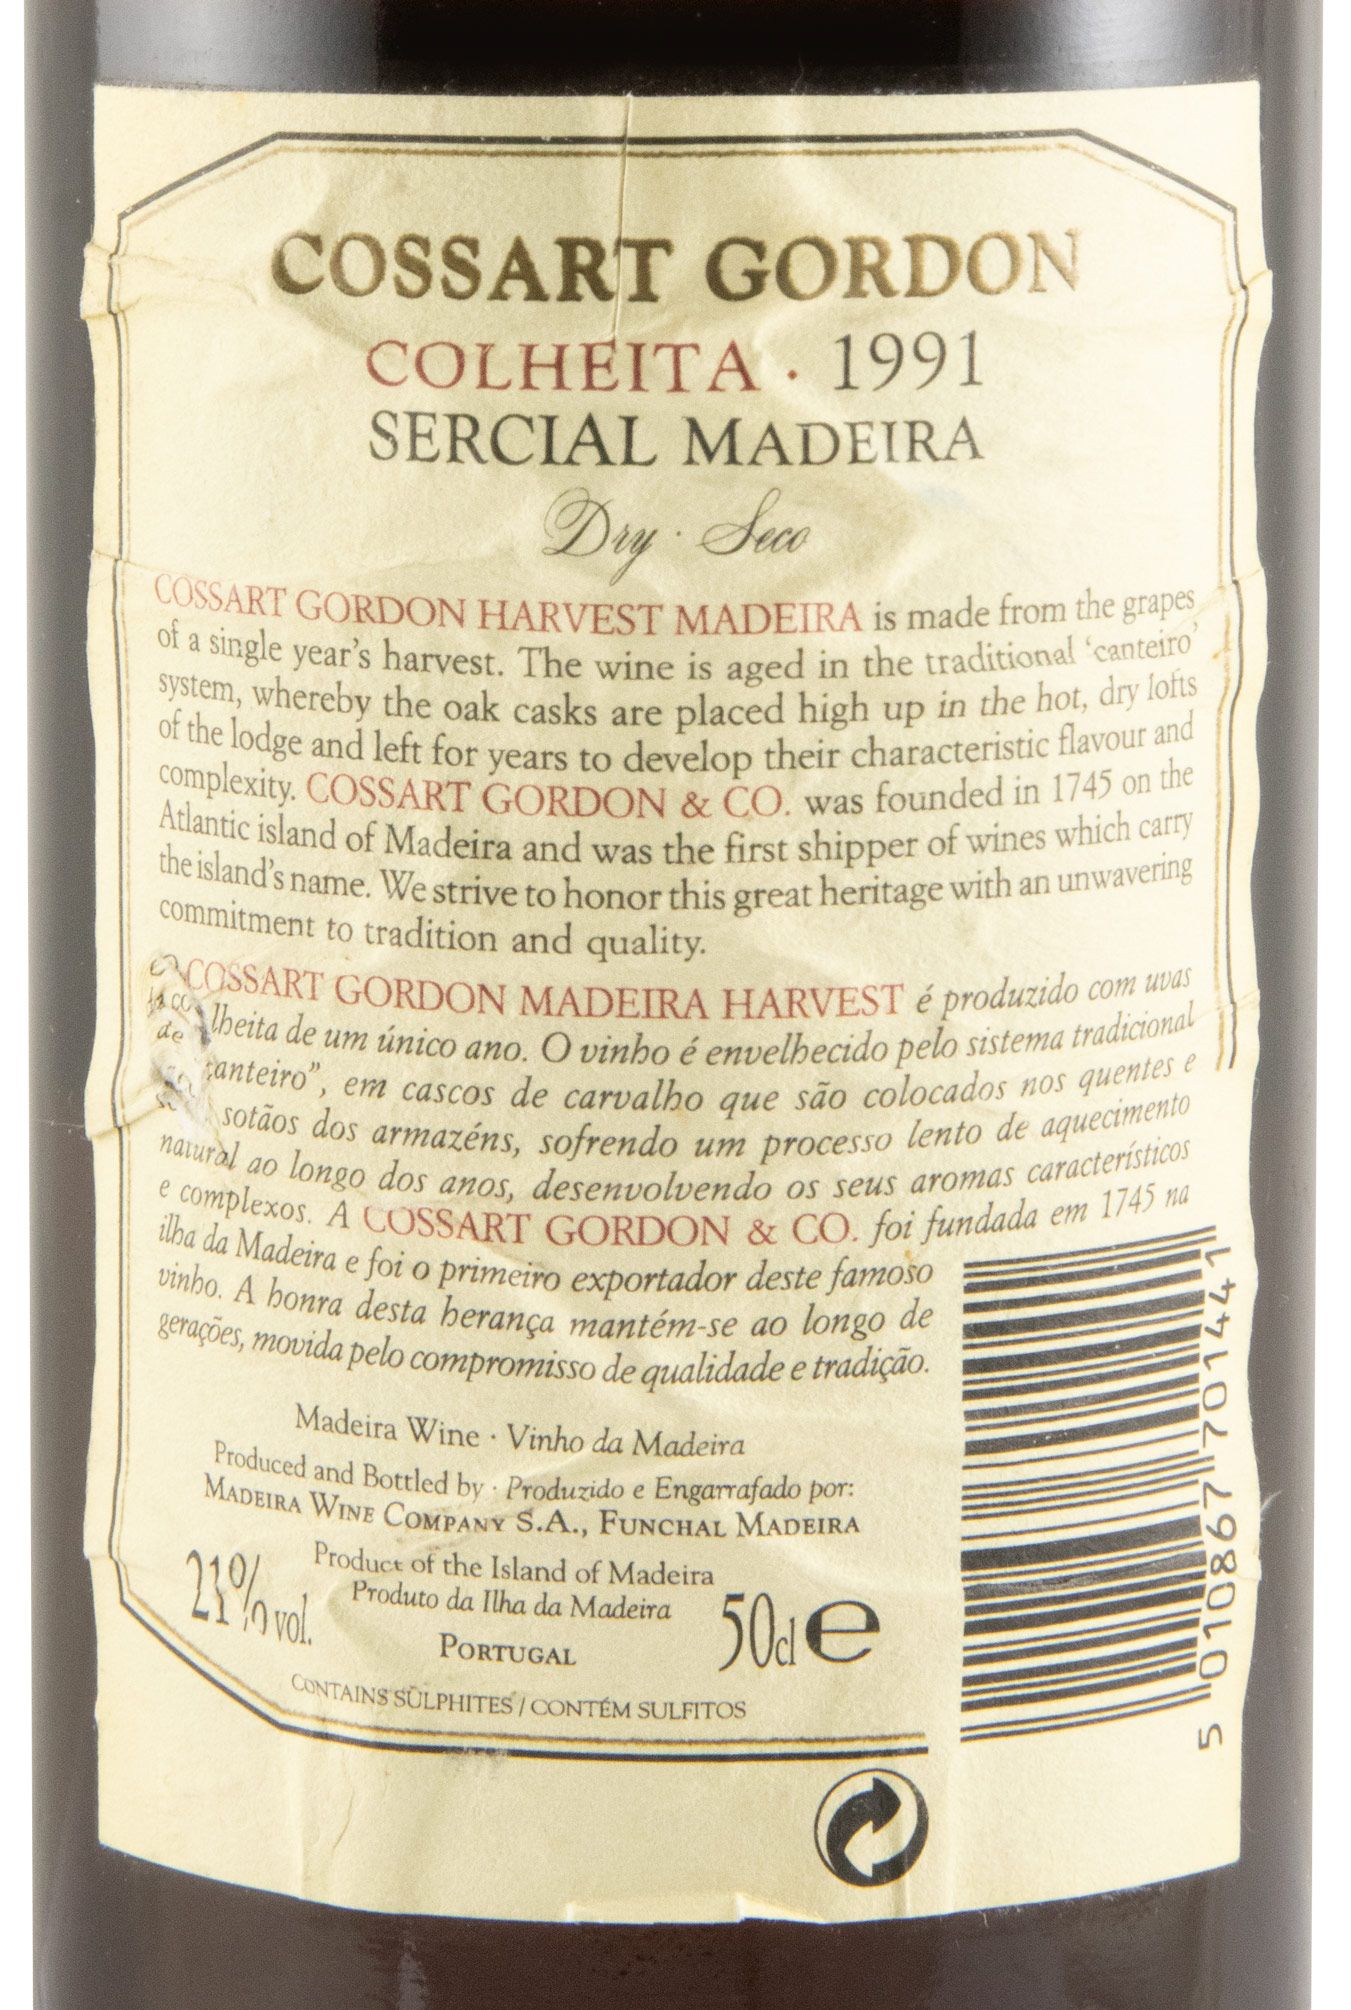 COSSART GORDON
COLHEITA · 1991
SERCIAL MADEIRA
Dry · Seco
COSSART GORDON HARVEST MADEIRA is made from the grapes
of a single year's harvest. The wine is aged in the traditional 'canteiro'
system, whereby the oak casks are placed high up in the hot, dry lofts
of the lodge and left for years to develop their characteristic flavour and
complexity. COSSART GORDON & CO. was founded in 1745 on the
Atlantic island of Madeira and was the first shipper of wines which carry
the island's name. We strive to honor this great heritage with an unwavering
commitment to tradition and quality.
COSSART GORDON MADEIRA HARVEST é produzido com uvas
lheita de um único ano. O vinho é envelhecido pelo sistema tradicional
de canteiro", em cascos de carvalho que são colocados nos quentes e
sotãos dos armazéns, sofrendo um processo lento de aquecimento
natural ao longo dos anos, desenvolvendo os seus aromas característicos
e complexos. A COSSART GORDON & CO. foi fundada em 1745 na
ilha da Madeira e foi o primeiro exportador deste famoso
vinho. A honra desta herança mantém-se ao longo de
gerações, movida pelo compromisso de qualidade e tradição.
Madeira Wine · Vinho da Madeira
Produced and Bottled by · Produzido e Engarrafado por:
MADEIRA WINE COMPANY S.A., FUNCHAL MADEIRA
Product of the Island of Madeira
Produto da Ilha da Madeira
21% vol.
50cl e
PORTUGAL
CONTAINS SULPHITES / CONTÉM SULFITOS
5 010867 701441